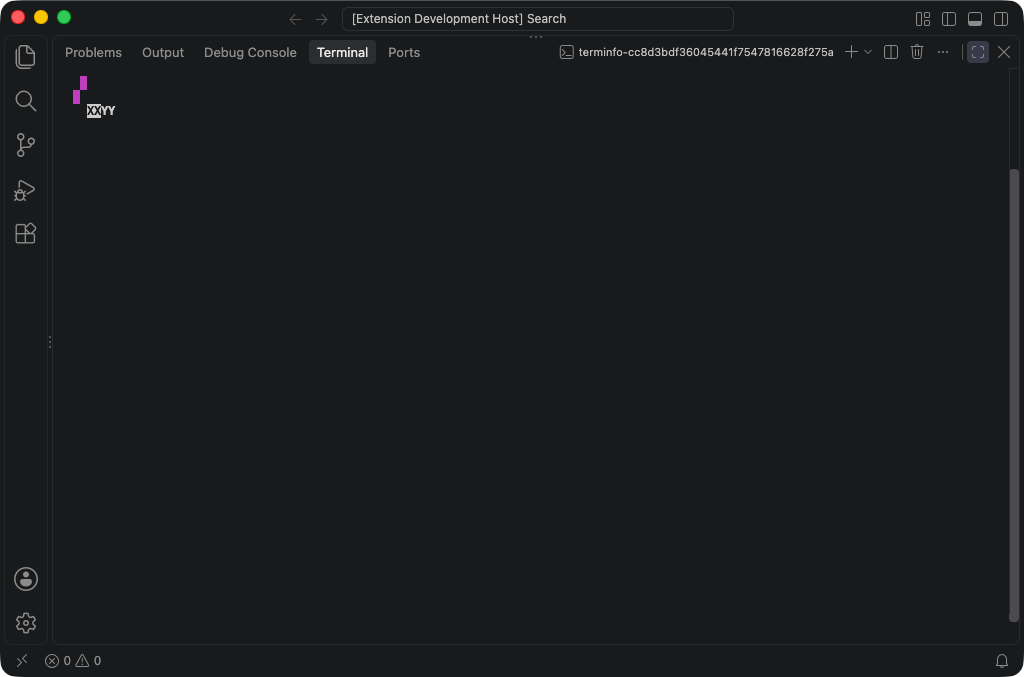 [Extension Development Host] Search
Problems Output Debug Console Terminal Ports terminfo-cc8d3bdf36045441f7547816628f275a
XXYY
0 0